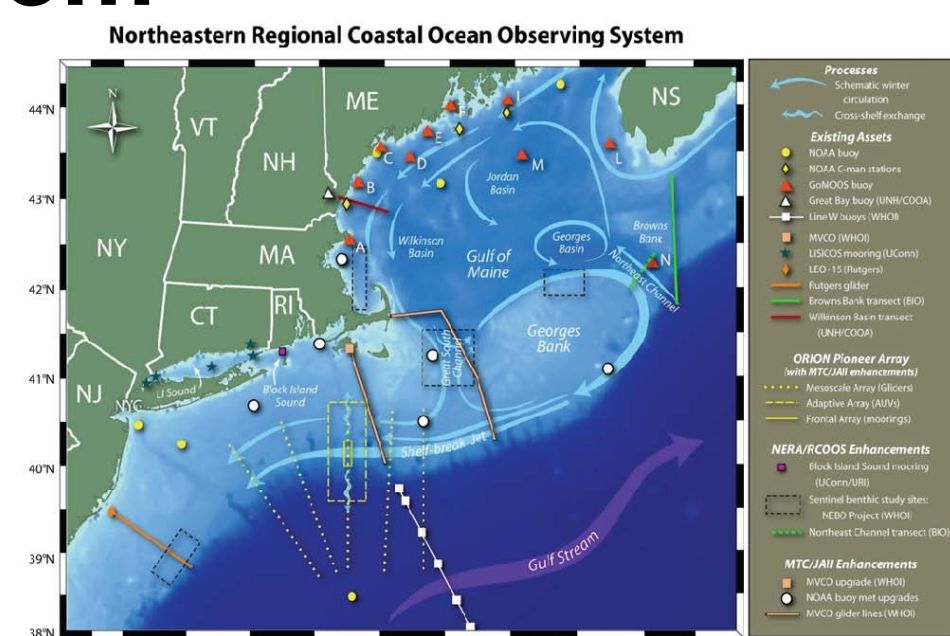 Northeastern Regional Coastal Ocean Observing System
N
44°N
43°N
42°N
41°N
40°N
39°N
38°N
VT
NH
ME
NS
NY
MA
CT
RI
NJ
NYC
LI Sound
Block Island
Sound
A
B
C
D
E
F
I
L
M
N
Jordan
Basin
Wilkinson
Basin
Gulf of
Maine
Georges
Basin
Browns
Bank
Northeast Channel
Georges
Bank
Great South
Channel
Shelf-break Jet
Gulf Stream
Processes
Schematic winter
circulation
Cross-shelf exchange
Existing Assets
NOAA buoy
NOAA C-man stations
GoMOOS buoy
Great Bay buoy (UNH/COOA)
Line W buoys (WHOI)
MVCO (WHOI)
LISICOS mooring (UConn)
LEO-15 (Rutgers)
Rutgers glider
Browns Bank transect (BIO)
Wilkinson Basin transect
(UNH/COOA)
ORION Pioneer Array
(with MTC/JAII enhancements)
Mesoscale Array (Gliders)
Adaptive Array (AUVs)
Frontal Array (moorings)
NERA/RCOOS Enhancements
Block Island Sound mooring
(UConn/URI)
Sentinel benthic study sites:
NEBO Project (WHOI)
Northeast Channel transect (BIO)
MTC/JAII Enhancements
MVCO upgrade (WHOI)
NOAA buoy met upgrades
MVCO glider lines (WHOI)